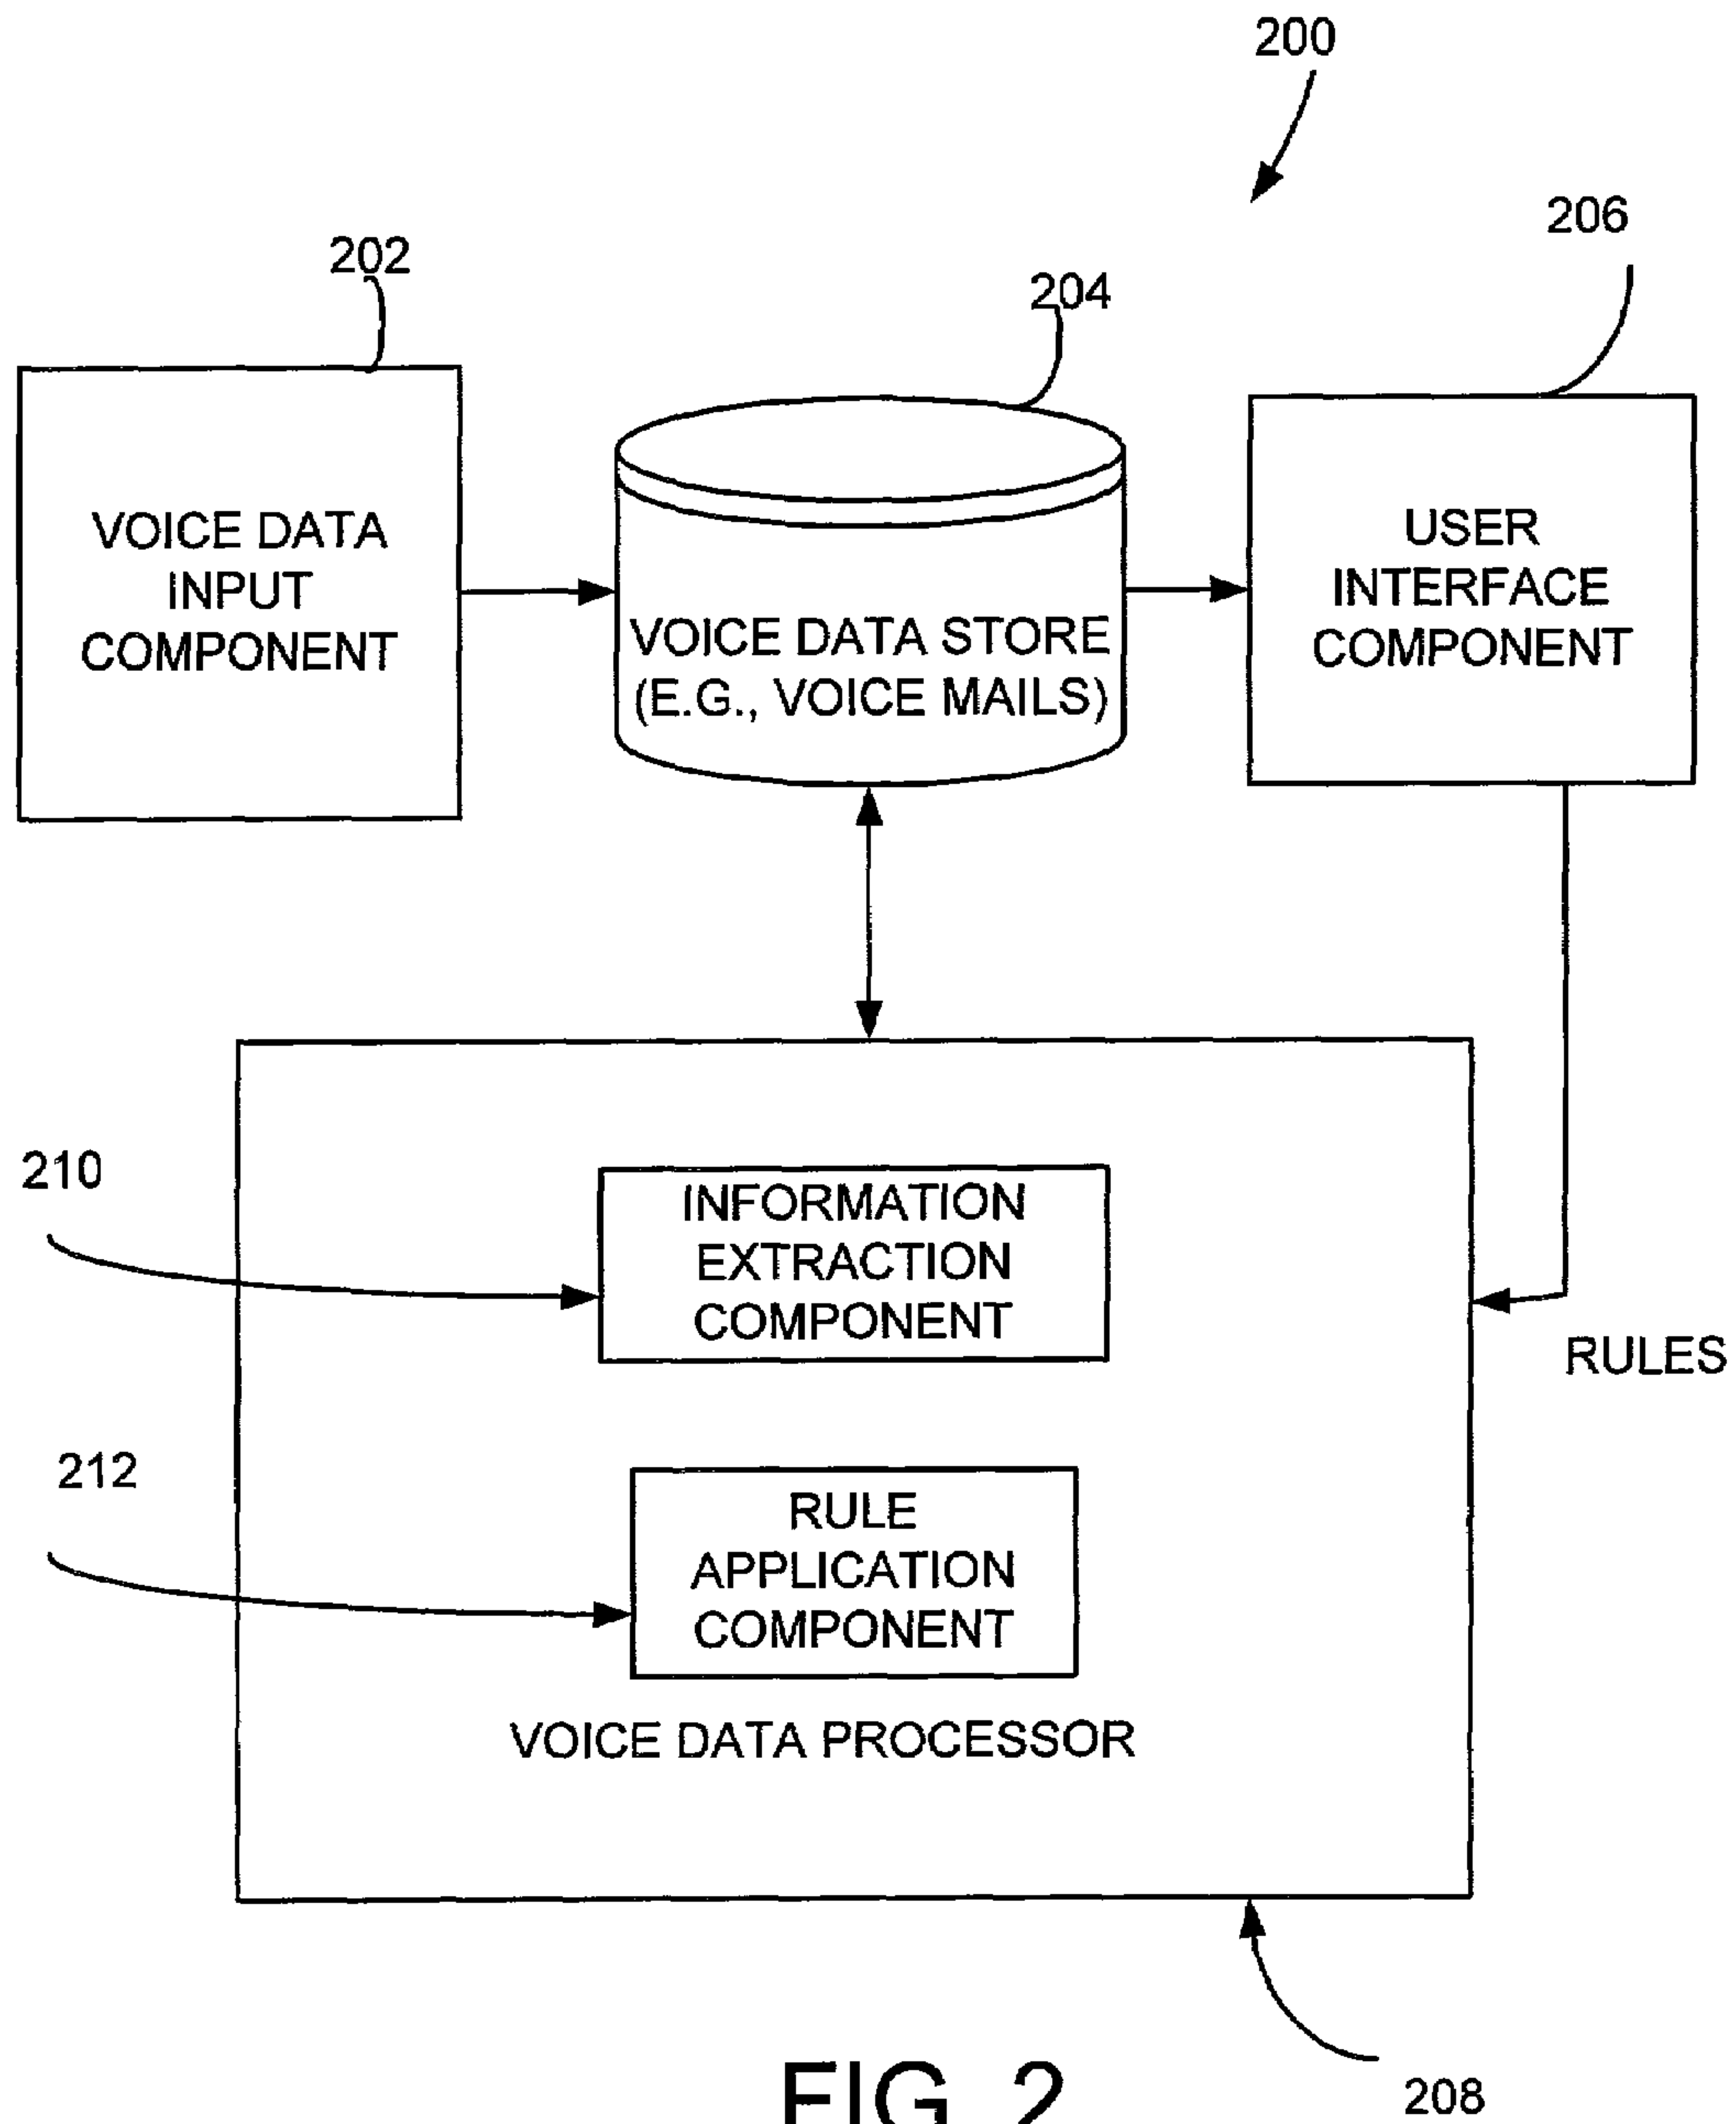 200
206
202
204
VOICE DATA
INPUT
COMPONENT
VOICE DATA STORE
(E.G., VOICE MAILS)
USER
INTERFACE
COMPONENT
210
INFORMATION
EXTRACTION
COMPONENT
RULES
212
RULE
APPLICATION
COMPONENT
VOICE DATA PROCESSOR
208
FIG. 2